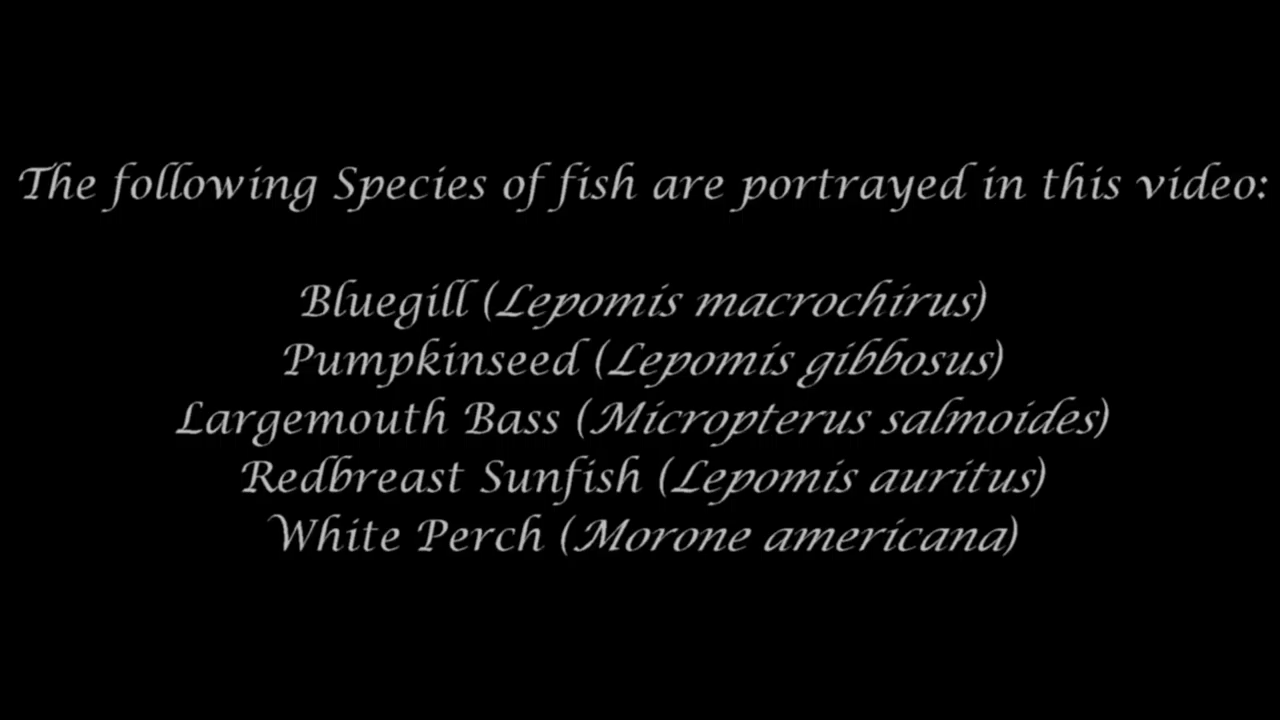 The following Species of fish are portrayed in this video:
Bluegill (Lepomis macrochirus)
Pumpkinseed (Lepomis gibbosus)
Largemouth Bass (Micropterus salmoides)
Redbreast Sunfish (Lepomis auritus)
White Perch (Morone americana)